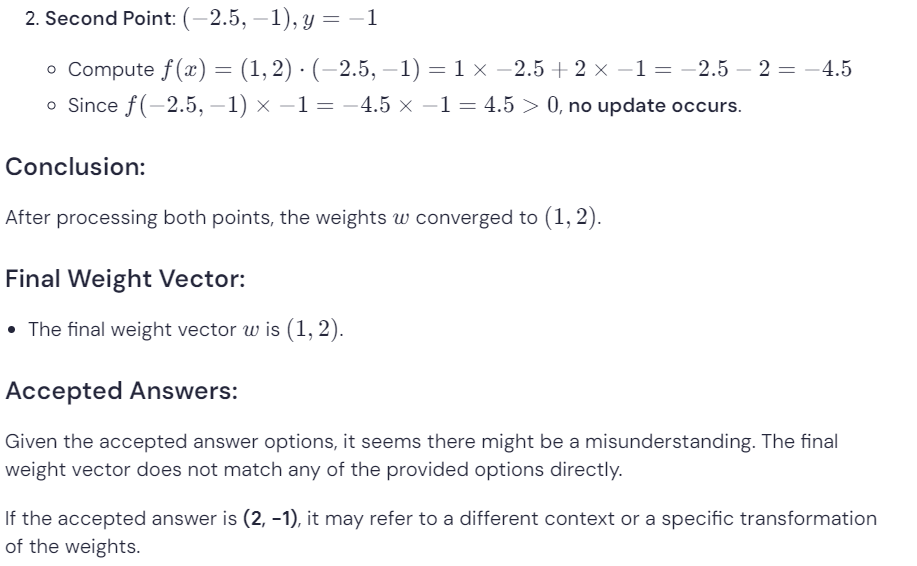 2. Second Point: (−2.5, −1), y = −1
Compute f(x) = (1, 2) · (−2.5, −1) = 1 × −2.5 + 2 × −1 = −2.5 − 2 = −4.5
Since f(−2.5, −1) × −1 = −4.5 × −1 = 4.5 > 0, no update occurs.
Conclusion:
After processing both points, the weights w converged to (1, 2).
Final Weight Vector:
• The final weight vector w is (1, 2).
Accepted Answers:
Given the accepted answer options, it seems there might be a misunderstanding. The final
weight vector does not match any of the provided options directly.
If the accepted answer is (2, -1), it may refer to a different context or a specific transformation
of the weights.